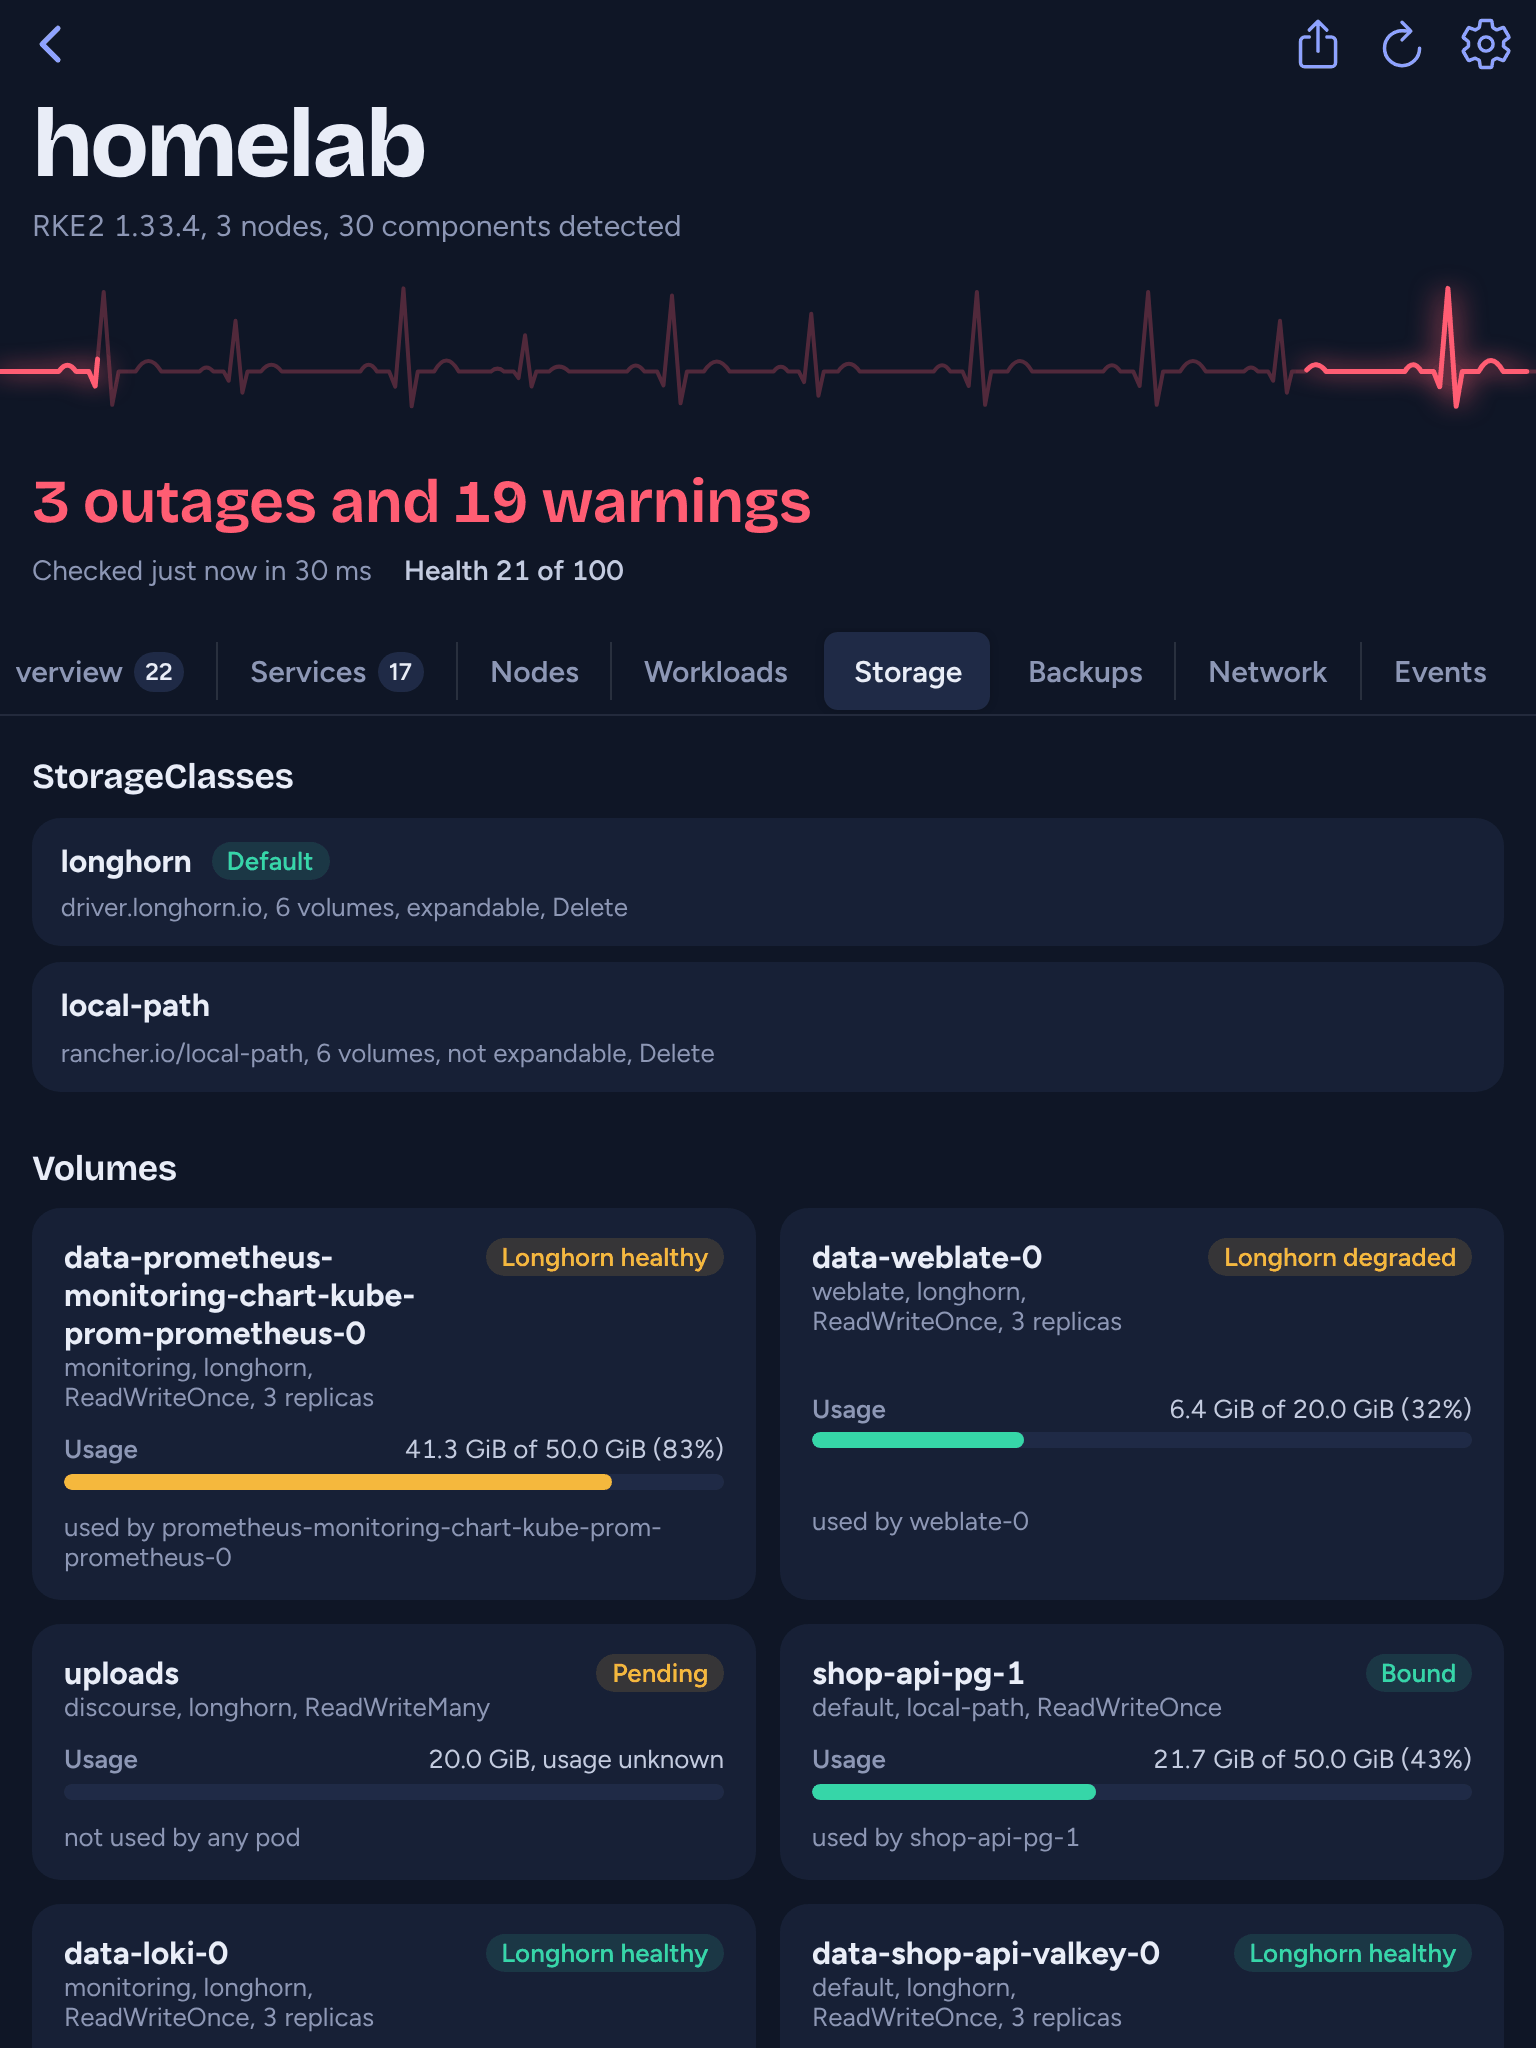 homelab
RKE2 1.33.4, 3 nodes, 30 components detected
3 outages and 19 warnings
Checked just now in 30 ms Health 21 of 100
verview 22 Services 17 Nodes Workloads Storage Backups Network Events
StorageClasses
longhorn Default
driver.longhorn.io, 6 volumes, expandable, Delete
local-path
rancher.io/local-path, 6 volumes, not expandable, Delete
Volumes
data-prometheus-
monitoring-chart-kube-
prom-prometheus-0
Longhorn healthy
monitoring, longhorn,
ReadWriteOnce, 3 replicas
Usage 41.3 GiB of 50.0 GiB (83%)
used by prometheus-monitoring-chart-kube-prom-
prometheus-0
data-weblate-0 Longhorn degraded
weblate, longhorn,
ReadWriteOnce, 3 replicas
Usage 6.4 GiB of 20.0 GiB (32%)
used by weblate-0
uploads Pending
discourse, longhorn, ReadWriteMany
Usage 20.0 GiB, usage unknown
not used by any pod
shop-api-pg-1 Bound
default, local-path, ReadWriteOnce
Usage 21.7 GiB of 50.0 GiB (43%)
used by shop-api-pg-1
data-loki-0 Longhorn healthy
monitoring, longhorn,
ReadWriteOnce, 3 replicas
data-shop-api-valkey-0 Longhorn healthy
default, longhorn,
ReadWriteOnce, 3 replicas